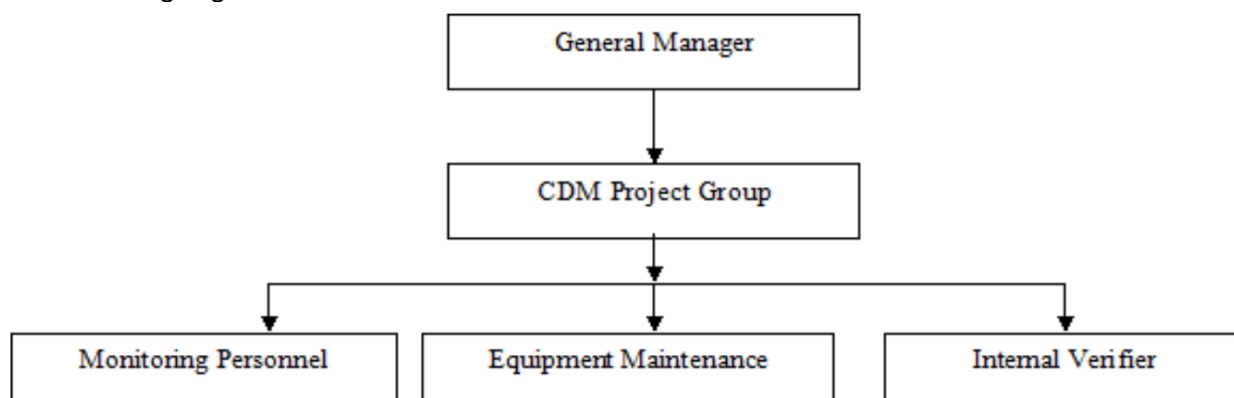 General Manager
CDM Project Group
Monitoring Personnel
Equipment Maintenance
Internal Verifier